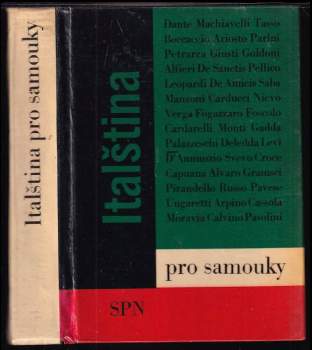 Italština pro samouky
Italština
Dante Machiavelli Tasso
Boccaccio Ariosto Parini
Petrarca Giusti Goldoni
Alfieri De Sanctis Pellico
Leopardi De Amicis Saba
Manzoni Carducci Nievo
Verga Fogazzaro Foscolo
Cardarelli Monti Gadda
Palazzeschi Deledda Levi
D'Annunzio Svevo Croce
Capuana Alvaro Gramsci
Pirandello Russo Pavese
Ungaretti Arpino Cassola
Moravia Calvino Pasolini
pro samouky
SPN